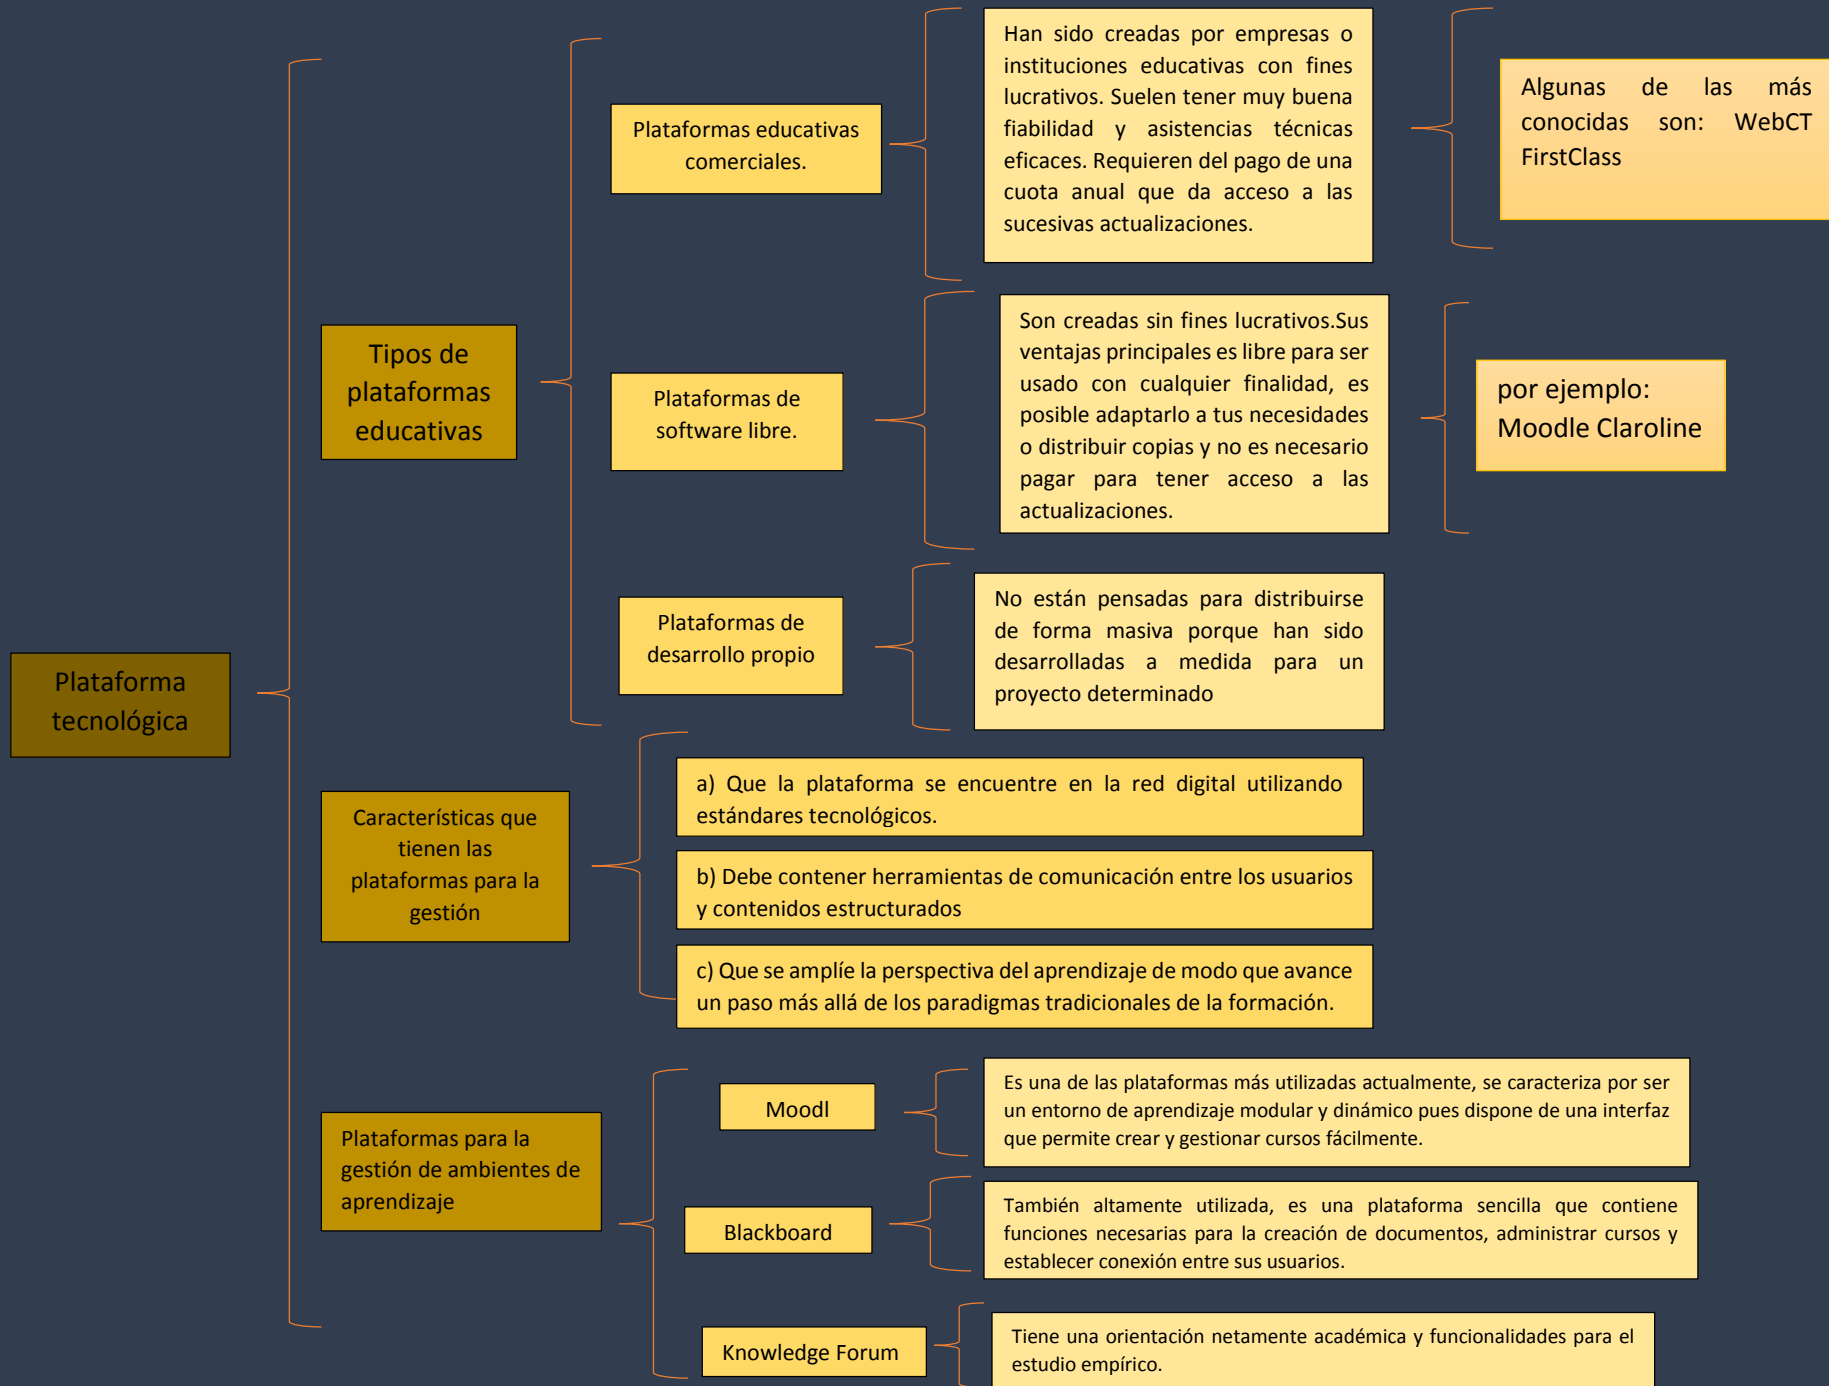 Plataforma
tecnológica
Tipos de
plataformas
educativas
Plataformas educativas
comerciales.
Han sido creadas por empresas o
instituciones educativas con fines
lucrativos. Suelen tener muy buena
fiabilidad y asistencias técnicas
eficaces. Requieren del pago de una
cuota anual que da acceso a las
sucesivas actualizaciones.
Algunas de las más
conocidas son: WebCT
FirstClass
Plataformas de
software libre.
Son creadas sin fines lucrativos.Sus
ventajas principales es libre para ser
usado con cualquier finalidad, es
posible adaptarlo a tus necesidades
o distribuir copias y no es necesario
pagar para tener acceso a las
actualizaciones.
por ejemplo:
Moodle Claroline
Plataformas de
desarrollo propio
No están pensadas para distribuirse
de forma masiva porque han sido
desarrolladas a medida para un
proyecto determinado
Características que
tienen las
plataformas para la
gestión
a) Que la plataforma se encuentre en la red digital utilizando
estándares tecnológicos.
b) Debe contener herramientas de comunicación entre los usuarios
y contenidos estructurados
c) Que se amplíe la perspectiva del aprendizaje de modo que avance
un paso más allá de los paradigmas tradicionales de la formación.
Plataformas para la
gestión de ambientes de
aprendizaje
Moodl
Es una de las plataformas más utilizadas actualmente, se caracteriza por ser
un entorno de aprendizaje modular y dinámico pues dispone de una interfaz
que permite crear y gestionar cursos fácilmente.
Blackboard
También altamente utilizada, es una plataforma sencilla que contiene
funciones necesarias para la creación de documentos, administrar cursos y
establecer conexión entre sus usuarios.
Knowledge Forum
Tiene una orientación netamente académica y funcionalidades para el
estudio empírico.